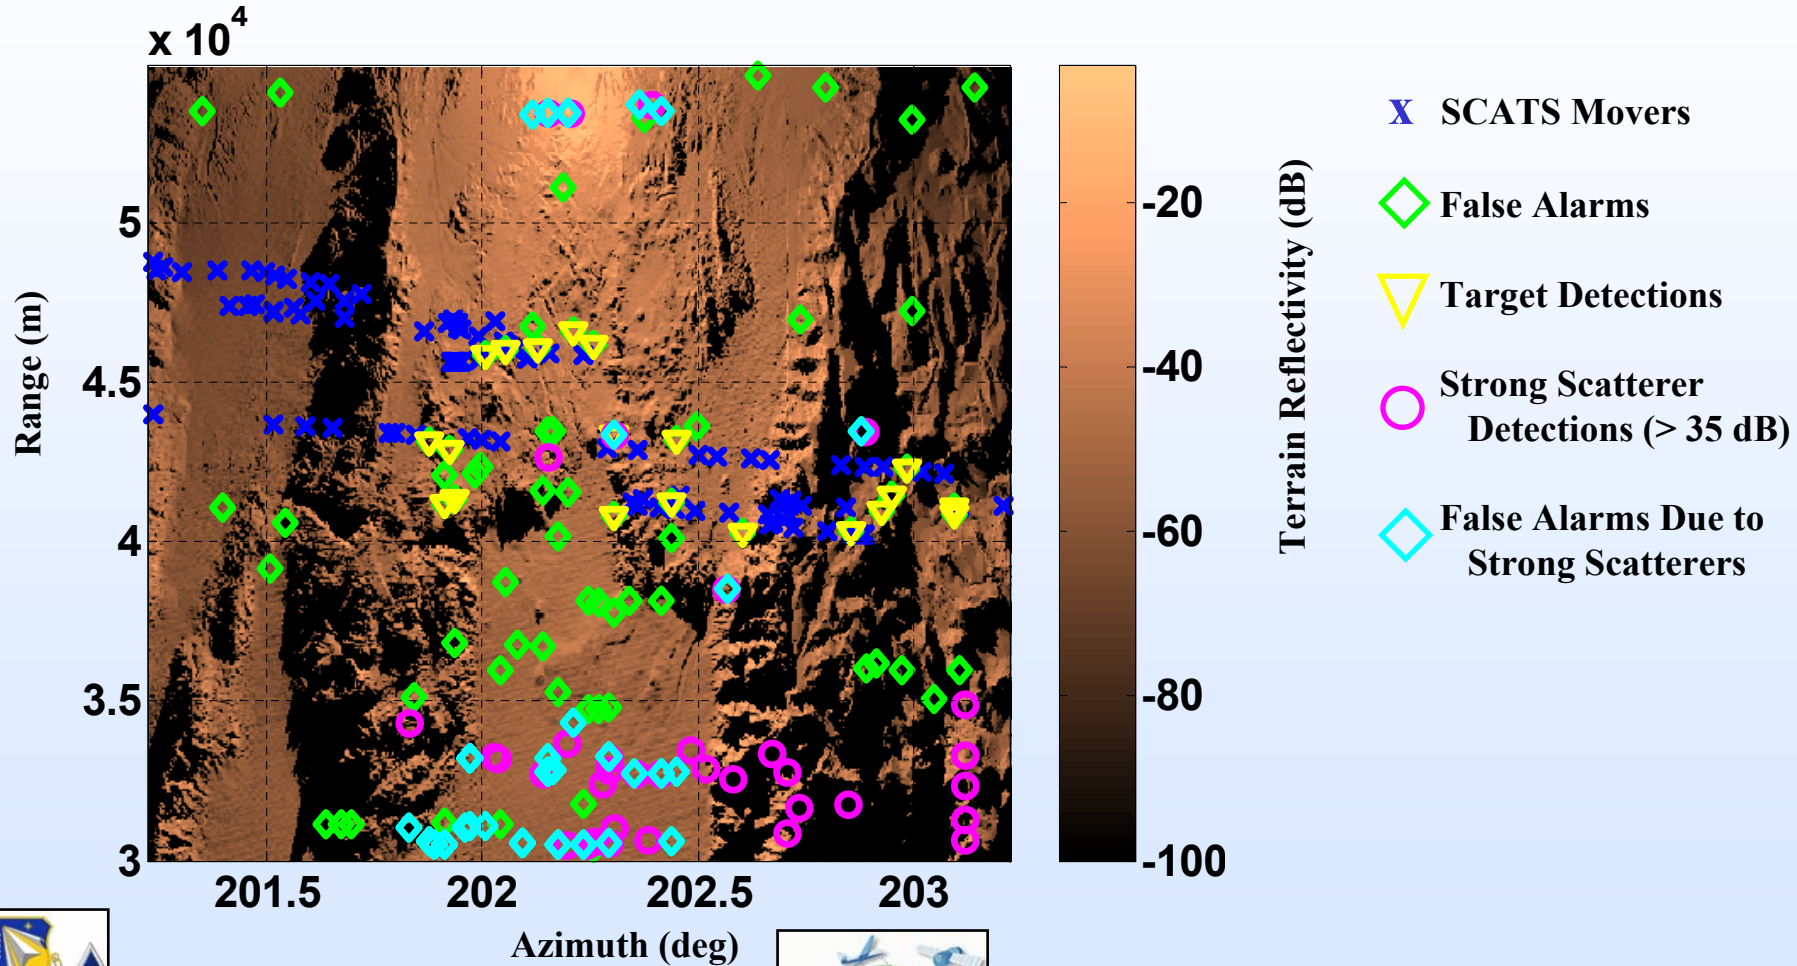 x 10^4
5
4.5
4
3.5
3
201.5
202
202.5
203
Range (m)
Azimuth (deg)
-20
-40
-60
-80
-100
Terrain Reflectivity (dB)
x SCATS Movers
False Alarms
Target Detections
Strong Scatterer
Detections (> 35 dB)
False Alarms Due to
Strong Scatterers